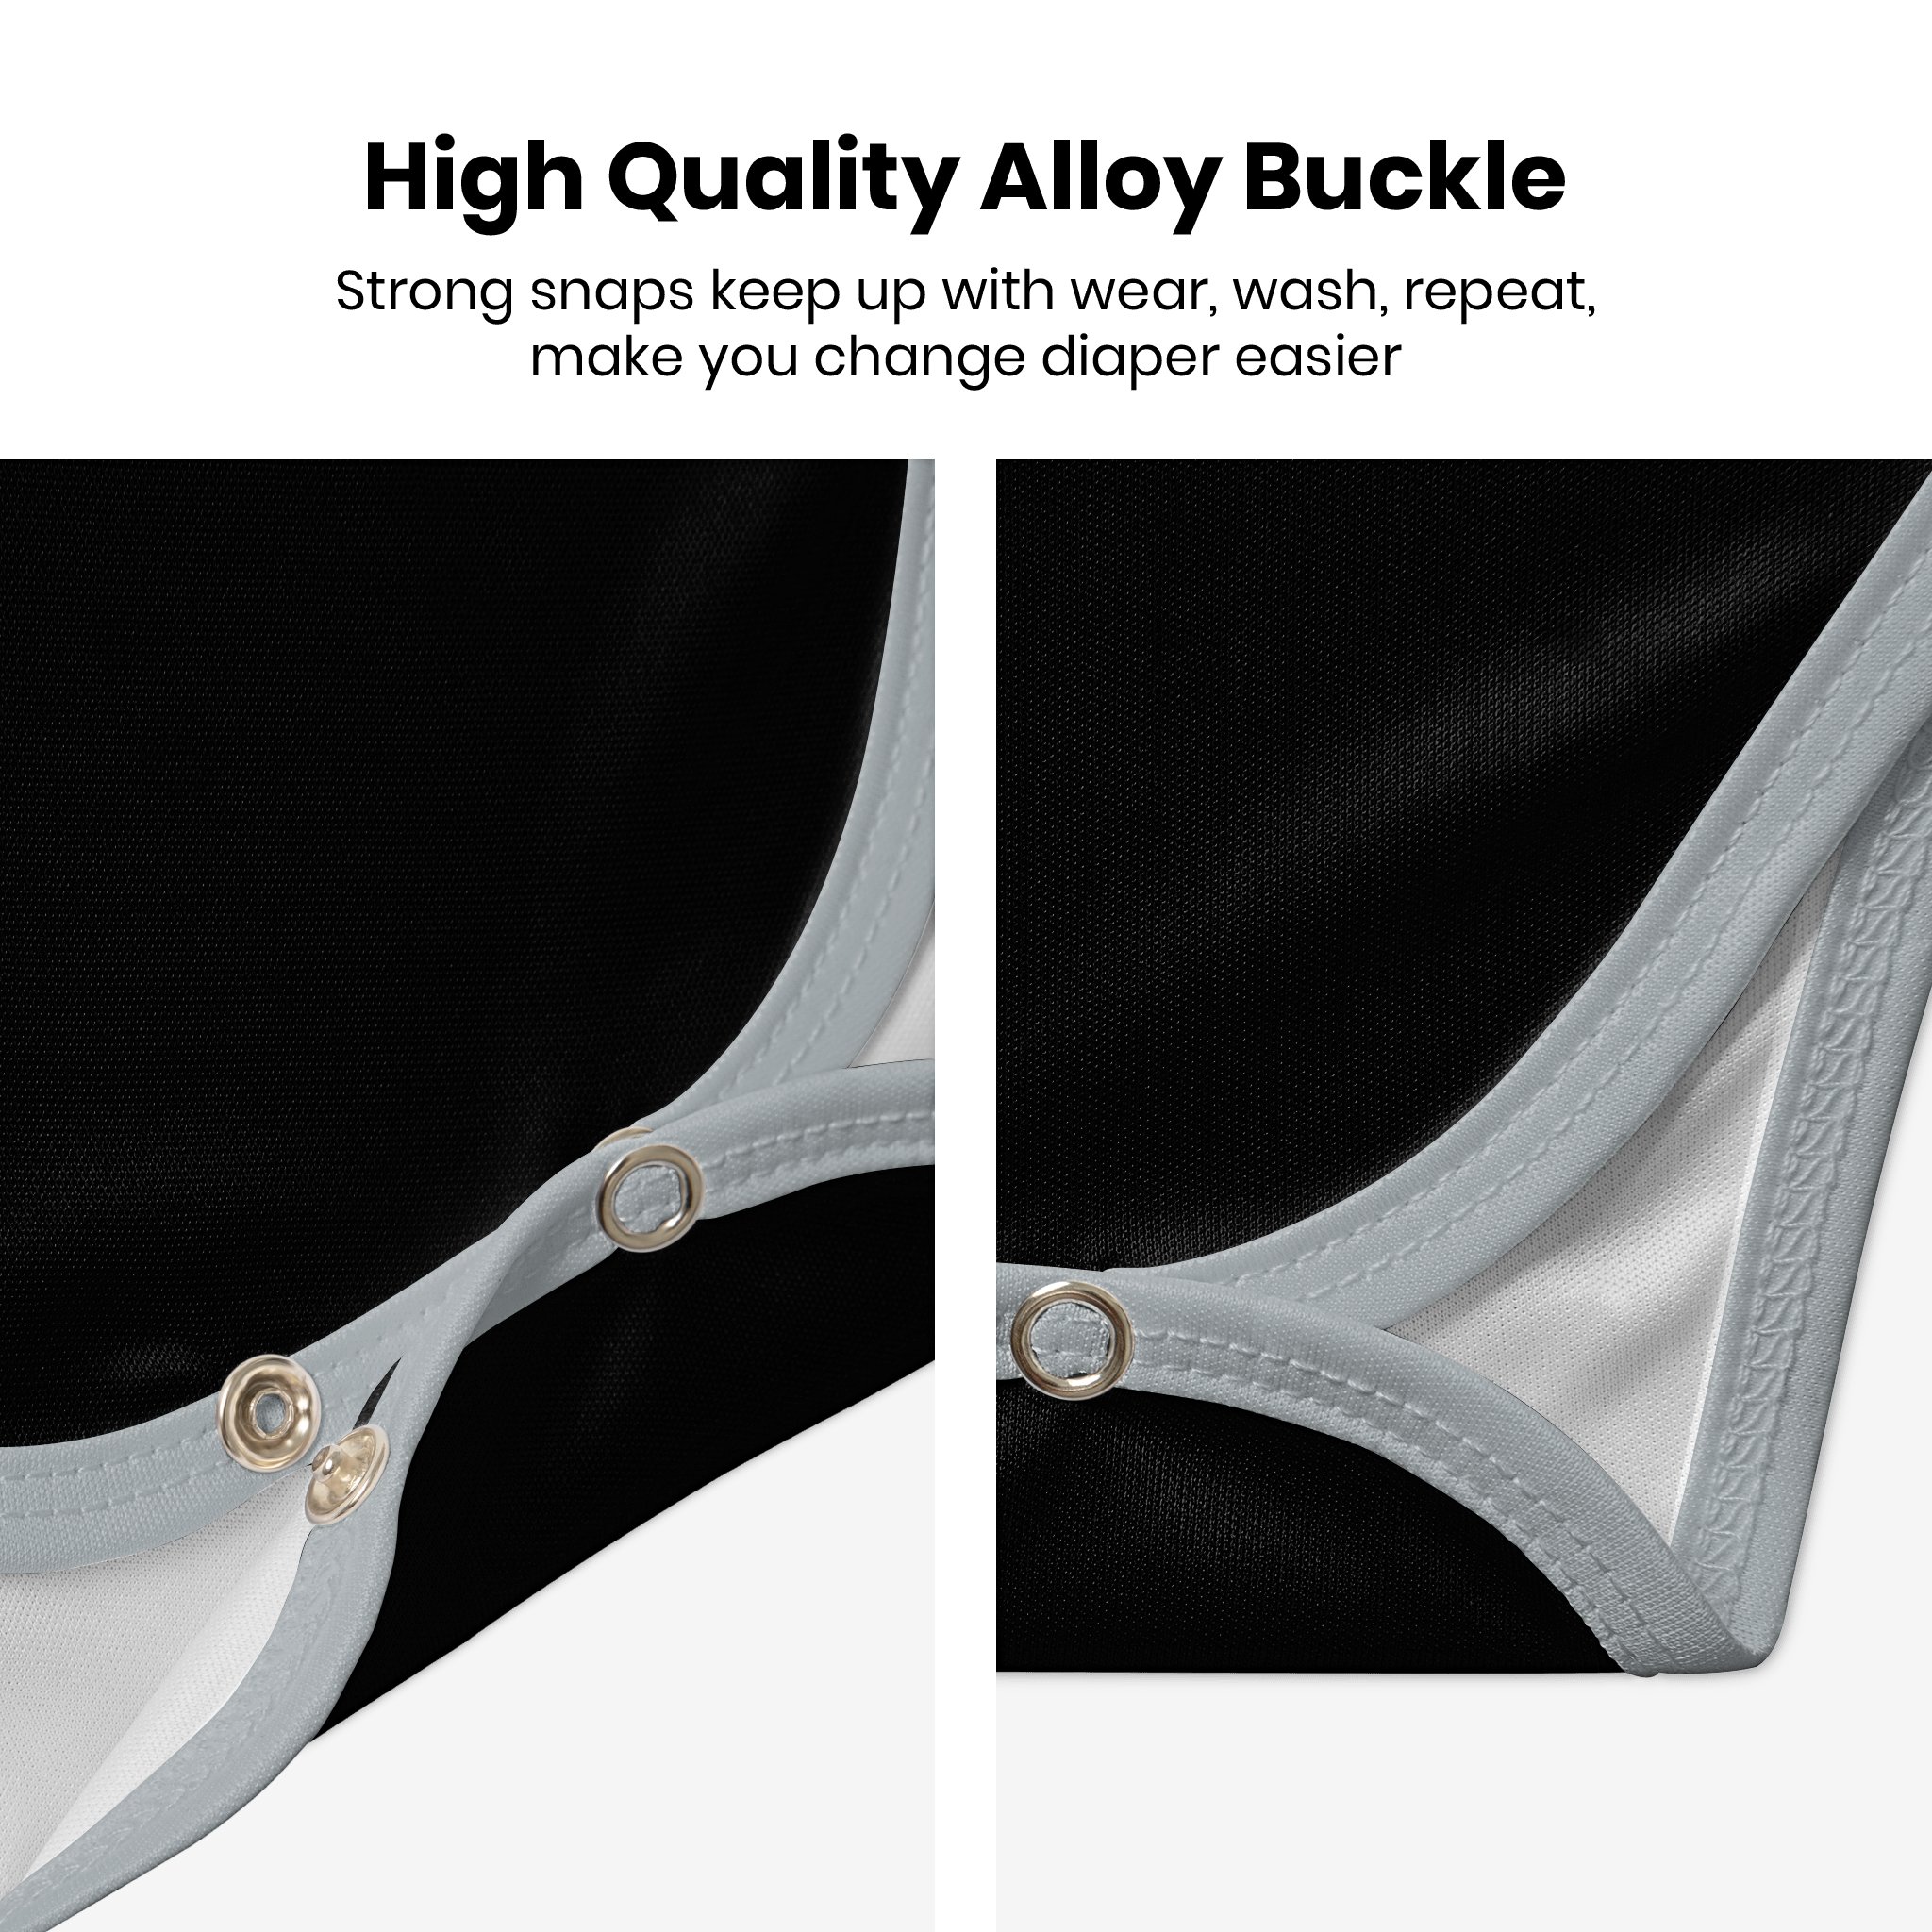 High Quality Alloy Buckle
Strong snaps keep up with wear, wash, repeat,
make you change diaper easier